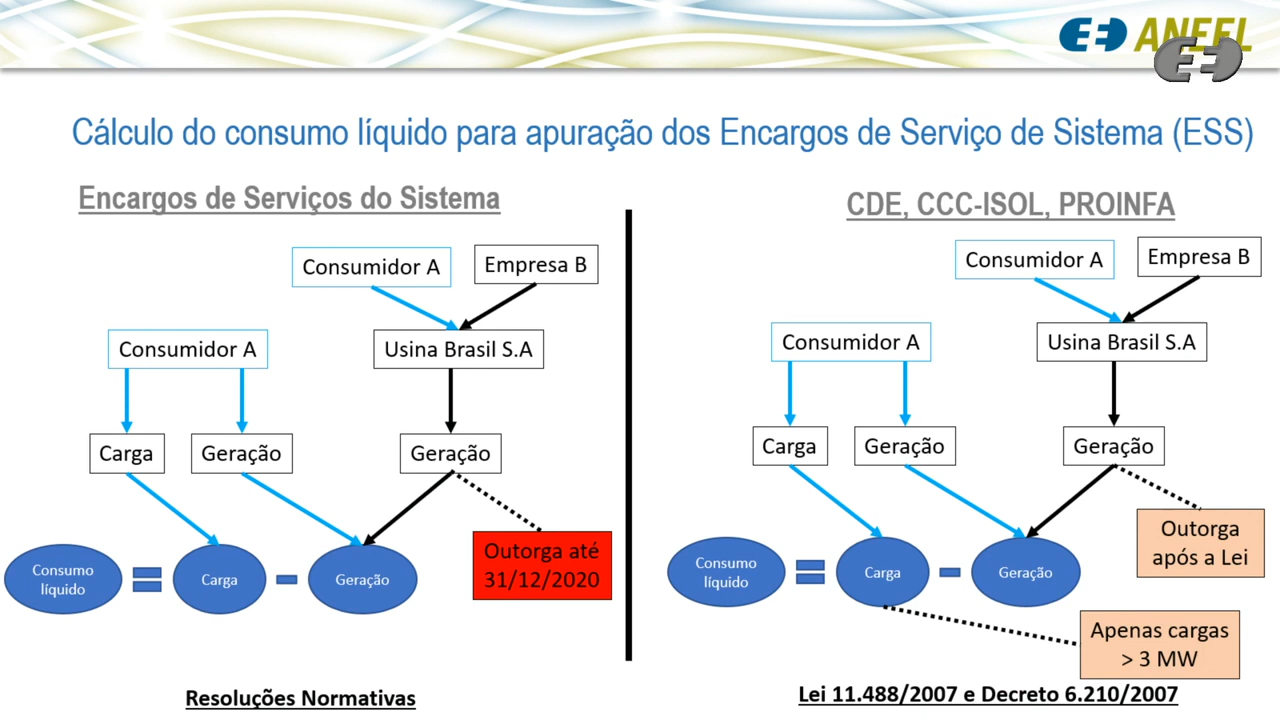 ANEEL
Cálculo do consumo líquido para apuração dos Encargos de Serviço de Sistema (ESS)
Encargos de Serviços do Sistema
Consumidor A
Empresa B
Consumidor A
Usina Brasil S.A
Carga
Geração
Geração
Outorga até
31/12/2020
Consumo
líquido
=
Carga
-
Geração
Resoluções Normativas
CDE, CCC-ISOL, PROINFA
Consumidor A
Empresa B
Consumidor A
Usina Brasil S.A
Carga
Geração
Geração
Outorga
após a Lei
Consumo
líquido
=
Carga
-
Geração
Apenas cargas
> 3 MW
Lei 11.488/2007 e Decreto 6.210/2007